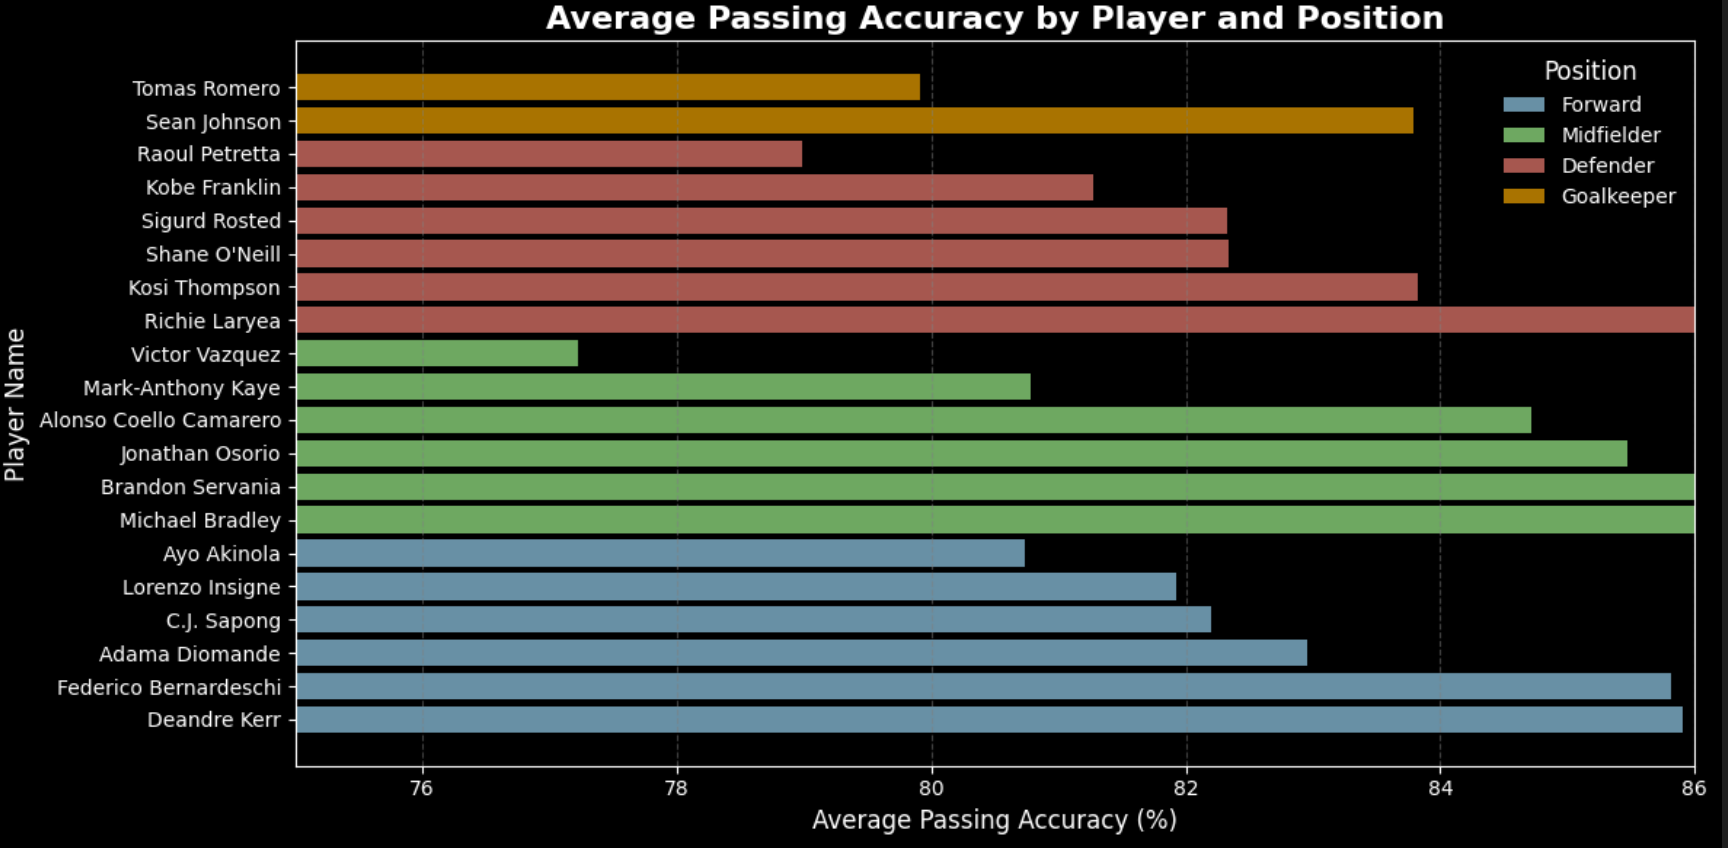 Average Passing Accuracy by Player and Position
Position
Forward
Midfielder
Defender
Goalkeeper
Player Name
Tomas Romero
Sean Johnson
Raoul Petretta
Kobe Franklin
Sigurd Rosted
Shane O'Neill
Kosi Thompson
Richie Laryea
Victor Vazquez
Mark-Anthony Kaye
Alonso Coello Camarero
Jonathan Osorio
Brandon Servania
Michael Bradley
Ayo Akinola
Lorenzo Insigne
C.J. Sapong
Adama Diomande
Federico Bernardeschi
Deandre Kerr
76 78 80 82 84 86
Average Passing Accuracy (%)